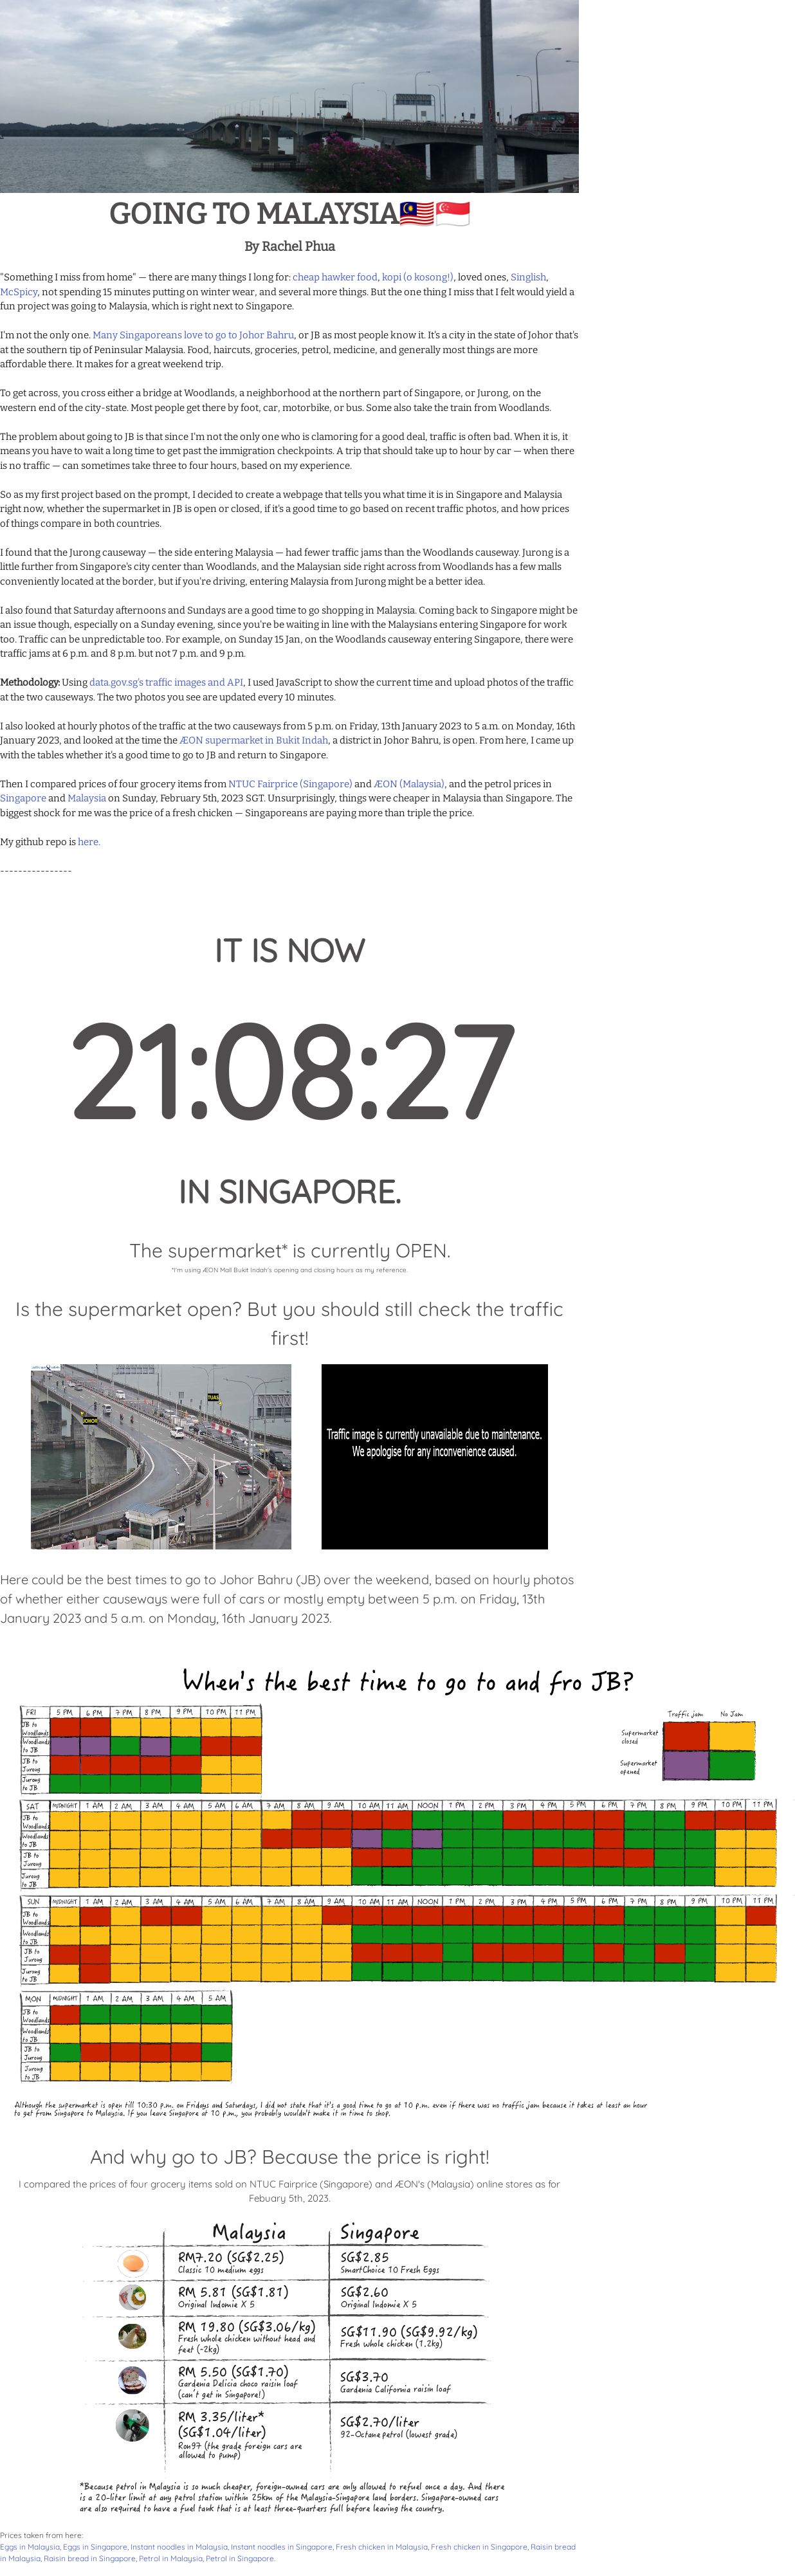 GOING TO MALAYSIA🇲🇾🇸🇬
By Rachel Phua
"Something I miss from home" — there are many things I long for: cheap hawker food, kopi (o kosong!), loved ones, Singlish,
McSpicy, not spending 15 minutes putting on winter wear, and several more things. But the one thing I miss that I felt would yield a
fun project was going to Malaysia, which is right next to Singapore.
I'm not the only one. Many Singaporeans love to go to Johor Bahru, or JB as most people know it. It's a city in the state of Johor that's
at the southern tip of Peninsular Malaysia. Food, haircuts, groceries, petrol, medicine, and generally most things are more
affordable there. It makes for a great weekend trip.
To get across, you cross either a bridge at Woodlands, a neighborhood at the northern part of Singapore, or Jurong, on the
western end of the city-state. Most people get there by foot, car, motorbike, or bus. Some also take the train from Woodlands.
The problem about going to JB is that since I'm not the only one who is clamoring for a good deal, traffic is often bad. When it is, it
means you have to wait a long time to get past the immigration checkpoints. A trip that should take up to hour by car — when there
is no traffic — can sometimes take three to four hours, based on my experience.
So as my first project based on the prompt, I decided to create a webpage that tells you what time it is in Singapore and Malaysia
right now, whether the supermarket in JB is open or closed, if it's a good time to go based on recent traffic photos, and how prices
of things compare in both countries.
I found that the Jurong causeway — the side entering Malaysia — had fewer traffic jams than the Woodlands causeway. Jurong is a
little further from Singapore's city center than Woodlands, and the Malaysian side right across from Woodlands has a few malls
conveniently located at the border, but if you're driving, entering Malaysia from Jurong might be a better idea.
I also found that Saturday afternoons and Sundays are a good time to go shopping in Malaysia. Coming back to Singapore might be
an issue though, especially on a Sunday evening, since you're be waiting in line with the Malaysians entering Singapore for work
too. Traffic can be unpredictable too. For example, on Sunday 15 Jan, on the Woodlands causeway entering Singapore, there were
traffic jams at 6 p.m. and 8 p.m. but not 7 p.m. and 9 p.m.
Methodology: Using data.gov.sg's traffic images and API, I used JavaScript to show the current time and upload photos of the traffic
at the two causeways. The two photos you see are updated every 10 minutes.
I also looked at hourly photos of the traffic at the two causeways from 5 p.m. on Friday, 13th January 2023 to 5 a.m. on Monday, 16th
January 2023, and looked at the time the ÆON supermarket in Bukit Indah, a district in Johor Bahru, is open. From here, I came up
with the tables whether it's a good time to go to JB and return to Singapore.
Then I compared prices of four grocery items from NTUC Fairprice (Singapore) and ÆON (Malaysia), and the petrol prices in
Singapore and Malaysia on Sunday, February 5th, 2023 SGT. Unsurprisingly, things were cheaper in Malaysia than Singapore. The
biggest shock for me was the price of a fresh chicken — Singaporeans are paying more than triple the price.
My github repo is here.
----------------
IT IS NOW
21:08:27
IN SINGAPORE.
The supermarket* is currently OPEN.
*I'm using ÆON Mall Bukit Indah's opening and closing hours as my reference.
Is the supermarket open? But you should still check the traffic
first!
TUAS
JOHOR
Traffic image is currently unavailable due to maintenance.
We apologise for any inconvenience caused.
Here could be the best times to go to Johor Bahru (JB) over the weekend, based on hourly photos
of whether either causeways were full of cars or mostly empty between 5 p.m. on Friday, 13th
January 2023 and 5 a.m. on Monday, 16th January 2023.
When's the best time to go to and fro JB?
Traffic jam No Jam
Supermarket closed
Supermarket opened
FRI 5 PM 6 PM 7 PM 8 PM 9 PM 10 PM 11 PM
JB to Woodlands
Woodlands to JB
JB to Jurong
Jurong to JB
SAT MIDNIGHT 1 AM 2 AM 3 AM 4 AM 5 AM 6 AM 7 AM 8 AM 9 AM 10 AM 11 AM NOON 1 PM 2 PM 3 PM 4 PM 5 PM 6 PM 7 PM 8 PM 9 PM 10 PM 11 PM
JB to Woodlands
Woodlands to JB
JB to Jurong
Jurong to JB
SUN MIDNIGHT 1 AM 2 AM 3 AM 4 AM 5 AM 6 AM 7 AM 8 AM 9 AM 10 AM 11 AM NOON 1 PM 2 PM 3 PM 4 PM 5 PM 6 PM 7 PM 8 PM 9 PM 10 PM 11 PM
JB to Woodlands
Woodlands to JB
JB to Jurong
Jurong to JB
MON MIDNIGHT 1 AM 2 AM 3 AM 4 AM 5 AM
JB to Woodlands
Woodlands to JB
JB to Jurong
Jurong to JB
Although the supermarket is open till 10:30 p.m. on Fridays and Saturdays, I did not state that it's a good time to go at 10 p.m. even if there was no traffic jam because it takes at least an hour
to get from Singapore to Malaysia. If you leave Singapore at 10 p.m., you probably wouldn't make it in time to shop.
And why go to JB? Because the price is right!
I compared the prices of four grocery items sold on NTUC Fairprice (Singapore) and ÆON's (Malaysia) online stores as for
Febuary 5th, 2023.
Malaysia Singapore
RM7.20 (SG$2.25)
Classic 10 medium eggs
SG$2.85
SmartChoice 10 Fresh Eggs
RM 5.81 (SG$1.81)
Original Indomie X 5
SG$2.60
Original Indomie X 5
RM 19.80 (SG$3.06/kg)
Fresh whole chicken without head and
feet (~2kg)
SG$11.90 (SG$9.92/kg)
Fresh whole chicken (1.2kg)
RM 5.50 (SG$1.70)
Gardenia Delicia choco raisin loaf
(can't get in Singapore!)
SG$3.70
Gardenia California raisin loaf
RM 3.35/liter*
(SG$1.04/liter)
Ron97 (the grade foreign cars are
allowed to pump)
SG$2.70/liter
92-Octane petrol (lowest grade)
*Because petrol in Malaysia is so much cheaper, foreign-owned cars are only allowed to refuel once a day. And there
is a 20-liter limit at any petrol station within 25km of the Malaysia-Singapore land borders. Singapore-owned cars
are also required to have a fuel tank that is at least three-quarters full before leaving the country.
Prices taken from here:
Eggs in Malaysia, Eggs in Singapore, Instant noodles in Malaysia, Instant noodles in Singapore, Fresh chicken in Malaysia, Fresh chicken in Singapore, Raisin bread
in Malaysia, Raisin bread in Singapore, Petrol in Malaysia, Petrol in Singapore.